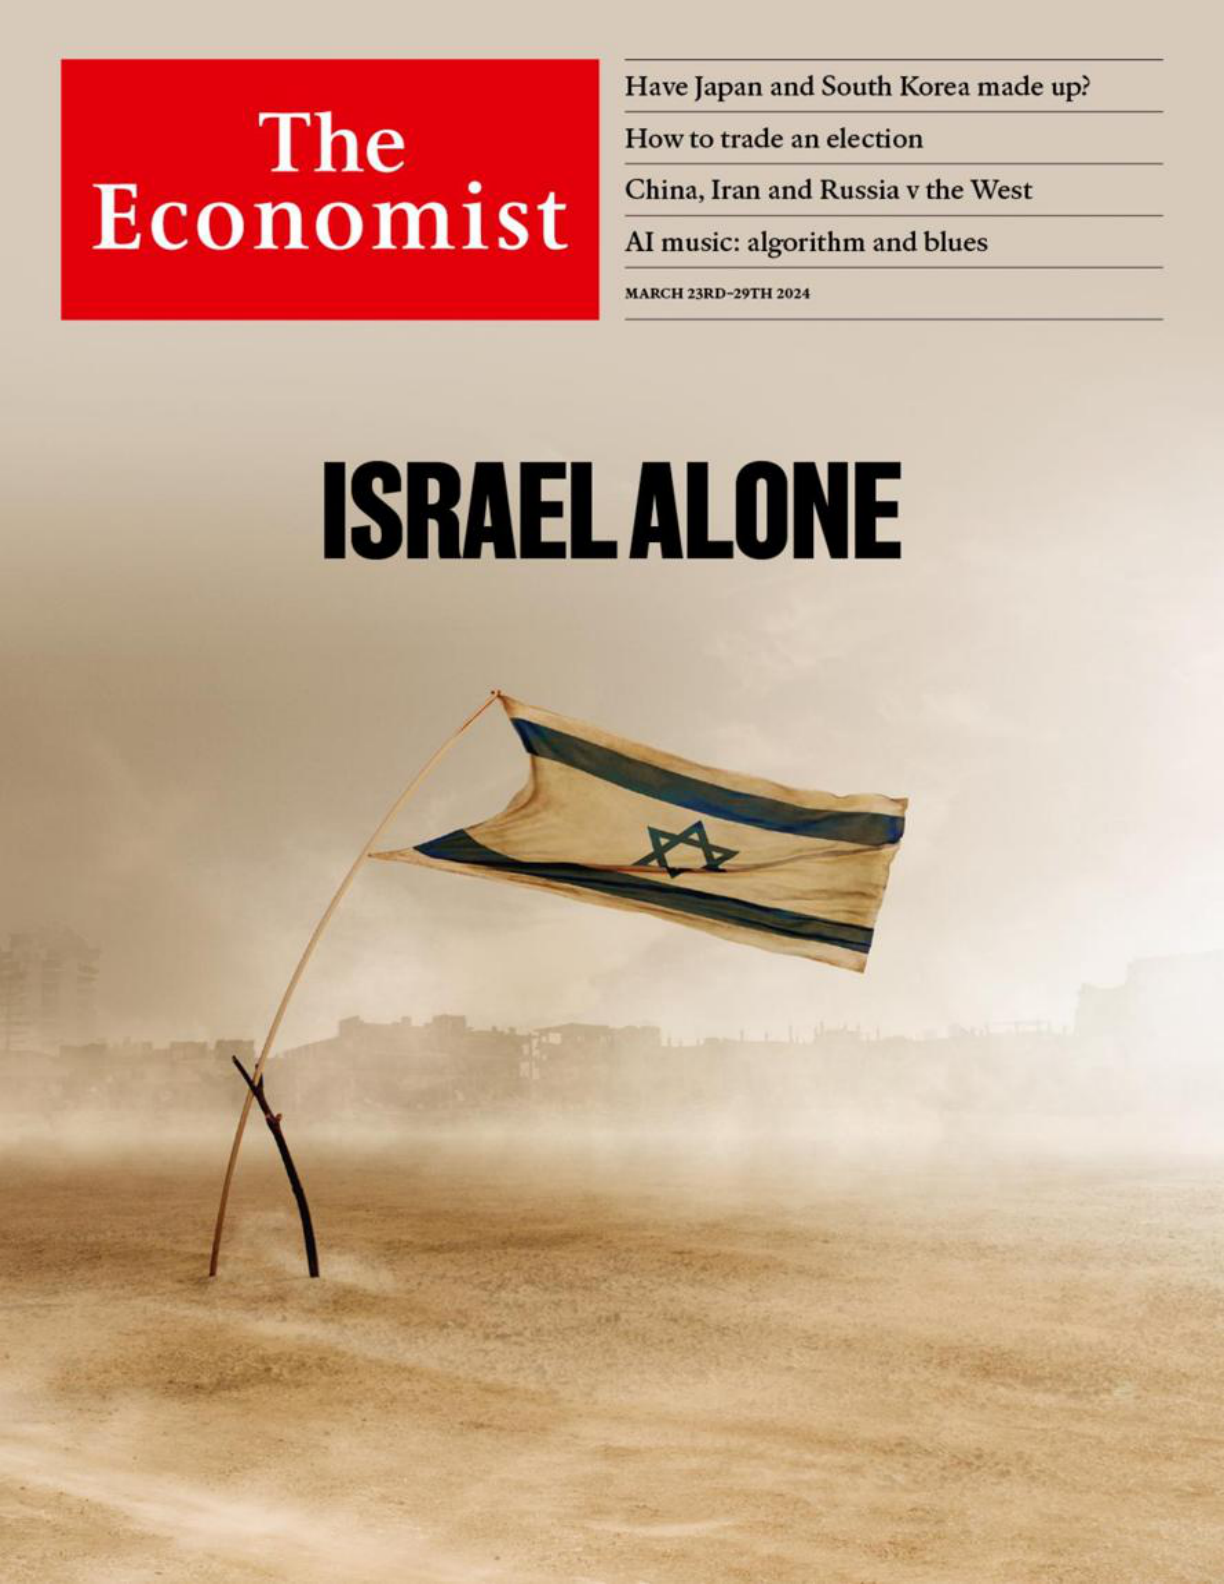 The
Economist
Have Japan and South Korea made up?
How to trade an election
China, Iran and Russia v the West
AI music: algorithm and blues
MARCH 23RD–29TH 2024
ISRAEL ALONE